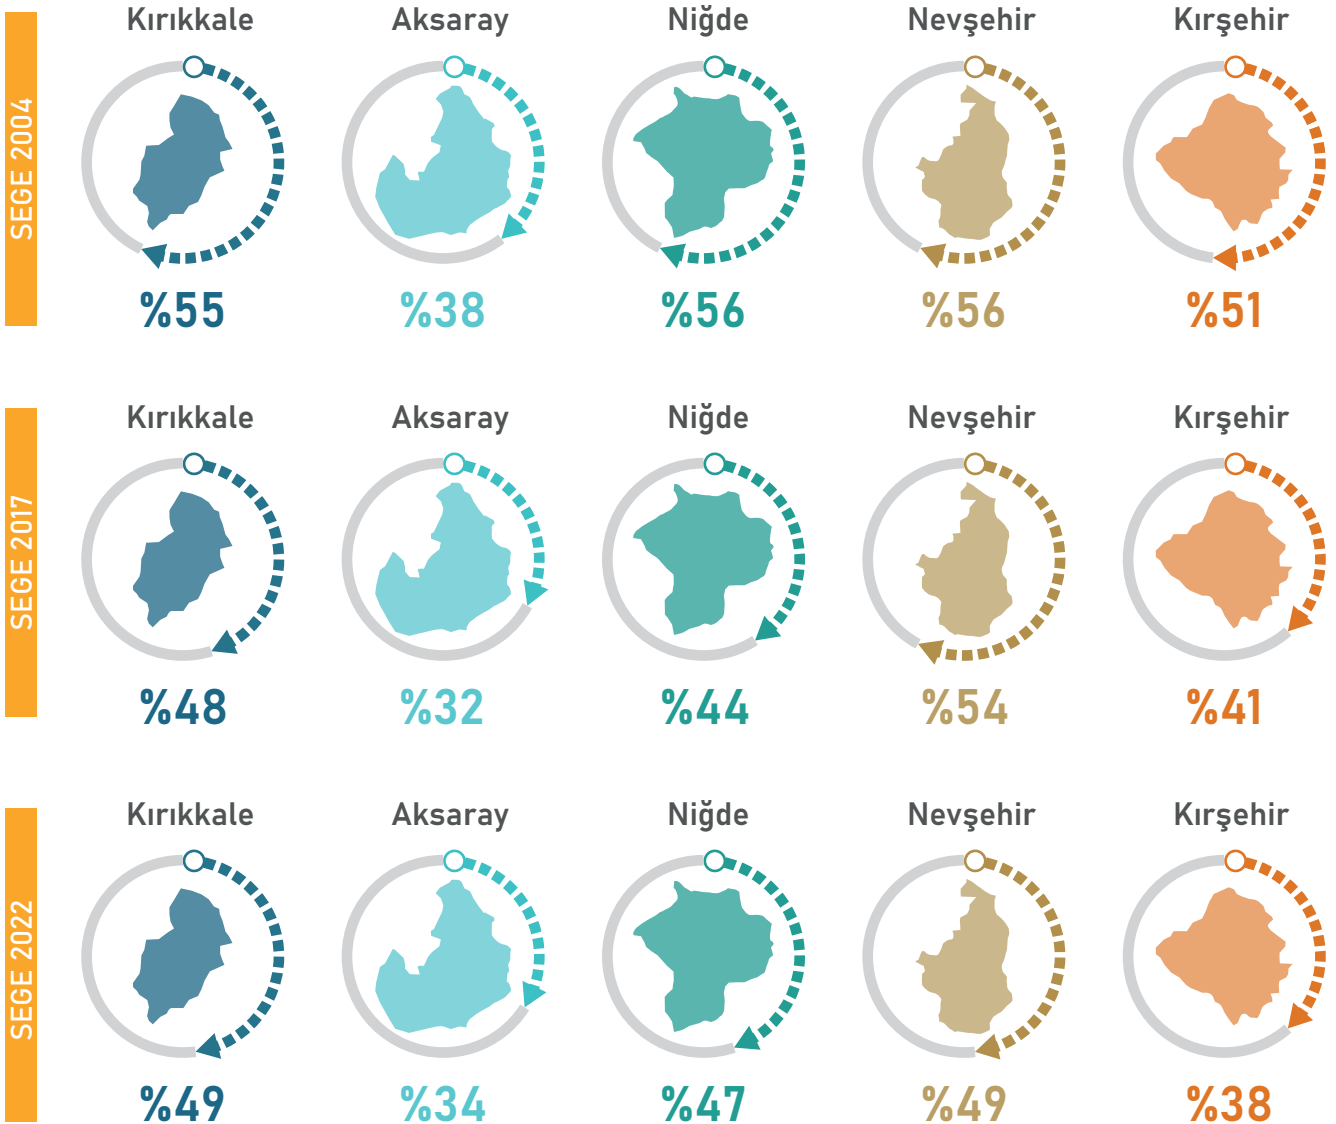 SEGE 2004
Kırıkkale Aksaray Niğde Nevşehir Kırşehir
%55 %38 %56 %56 %51
SEGE 2017
Kırıkkale Aksaray Niğde Nevşehir Kırşehir
%48 %32 %44 %54 %41
SEGE 2022
Kırıkkale Aksaray Niğde Nevşehir Kırşehir
%49 %34 %47 %49 %38